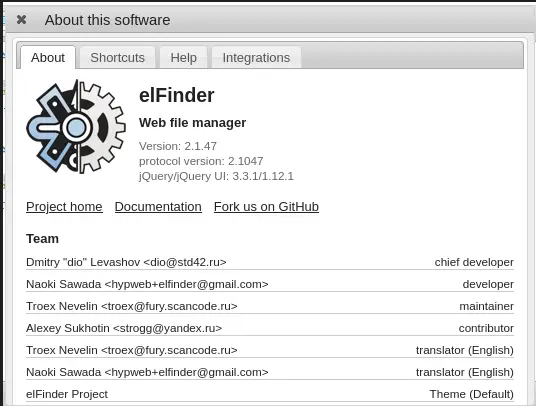 About this software
About Shortcuts Help Integrations
elFinder
Web file manager
Version: 2.1.47
protocol version: 2.1047
jQuery/jQuery UI: 3.3.1/1.12.1
Project home Documentation Fork us on GitHub
Team
Dmitry "dio" Levashov <dio@std42.ru> chief developer
Naoki Sawada <hypweb+elfinder@gmail.com> developer
Troex Nevelin <troex@fury.scancode.ru> maintainer
Alexey Sukhotin <strogg@yandex.ru> contributor
Troex Nevelin <troex@fury.scancode.ru> translator (English)
Naoki Sawada <hypweb+elfinder@gmail.com> translator (English)
elFinder Project Theme (Default)